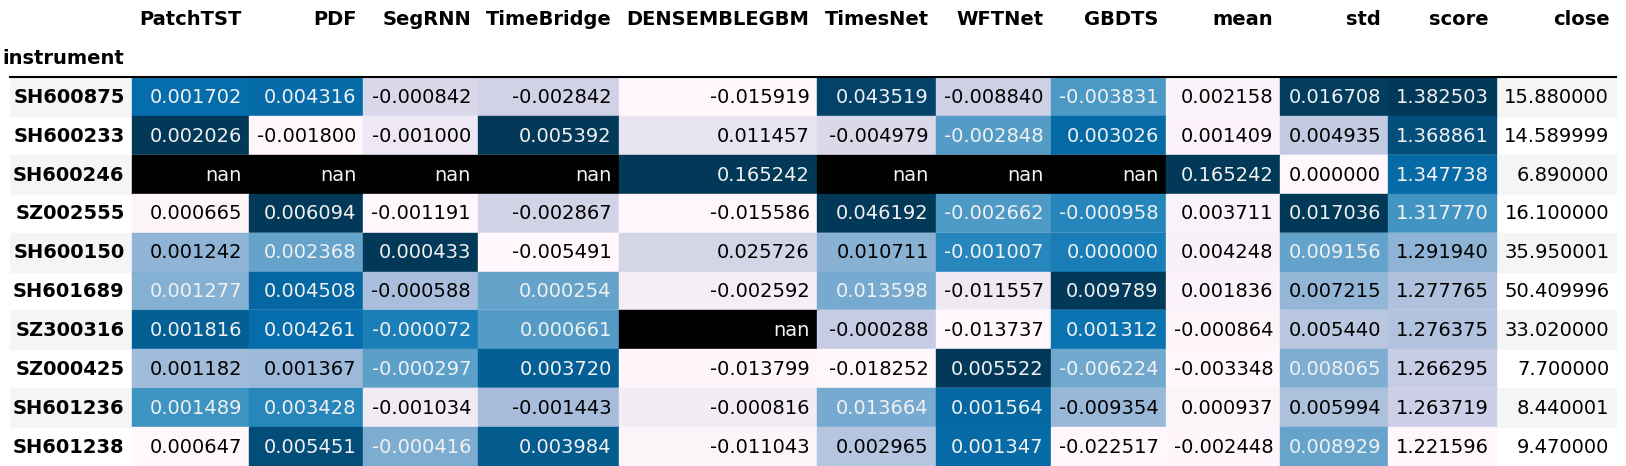 PatchTST PDF SegRNN TimeBridge DENSEMBLEGBM TimesNet WFTNet GBDTS mean std score close
instrument
SH600875 0.001702 0.004316 -0.000842 -0.002842 -0.015919 0.043519 -0.008840 -0.003831 0.002158 0.016708 1.382503 15.880000
SH600233 0.002026 -0.001800 -0.001000 0.005392 0.011457 -0.004979 -0.002848 0.003026 0.001409 0.004935 1.368861 14.589999
SH600246 nan nan nan nan 0.165242 nan nan nan 0.165242 0.000000 1.347738 6.890000
SZ002555 0.000665 0.006094 -0.001191 -0.002867 -0.015586 0.046192 -0.002662 -0.000958 0.003711 0.017036 1.317770 16.100000
SH600150 0.001242 0.002368 0.000433 -0.005491 0.025726 0.010711 -0.001007 0.000000 0.004248 0.009156 1.291940 35.950001
SH601689 0.001277 0.004508 -0.000588 0.000254 -0.002592 0.013598 -0.011557 0.009789 0.001836 0.007215 1.277765 50.409996
SZ300316 0.001816 0.004261 -0.000072 0.000661 nan -0.000288 -0.013737 0.001312 -0.000864 0.005440 1.276375 33.020000
SZ000425 0.001182 0.001367 -0.000297 0.003720 -0.013799 -0.018252 0.005522 -0.006224 -0.003348 0.008065 1.266295 7.700000
SH601236 0.001489 0.003428 -0.001034 -0.001443 -0.000816 0.013664 0.001564 -0.009354 0.000937 0.005994 1.263719 8.440001
SH601238 0.000647 0.005451 -0.000416 0.003984 -0.011043 0.002965 0.001347 -0.022517 -0.002448 0.008929 1.221596 9.470000